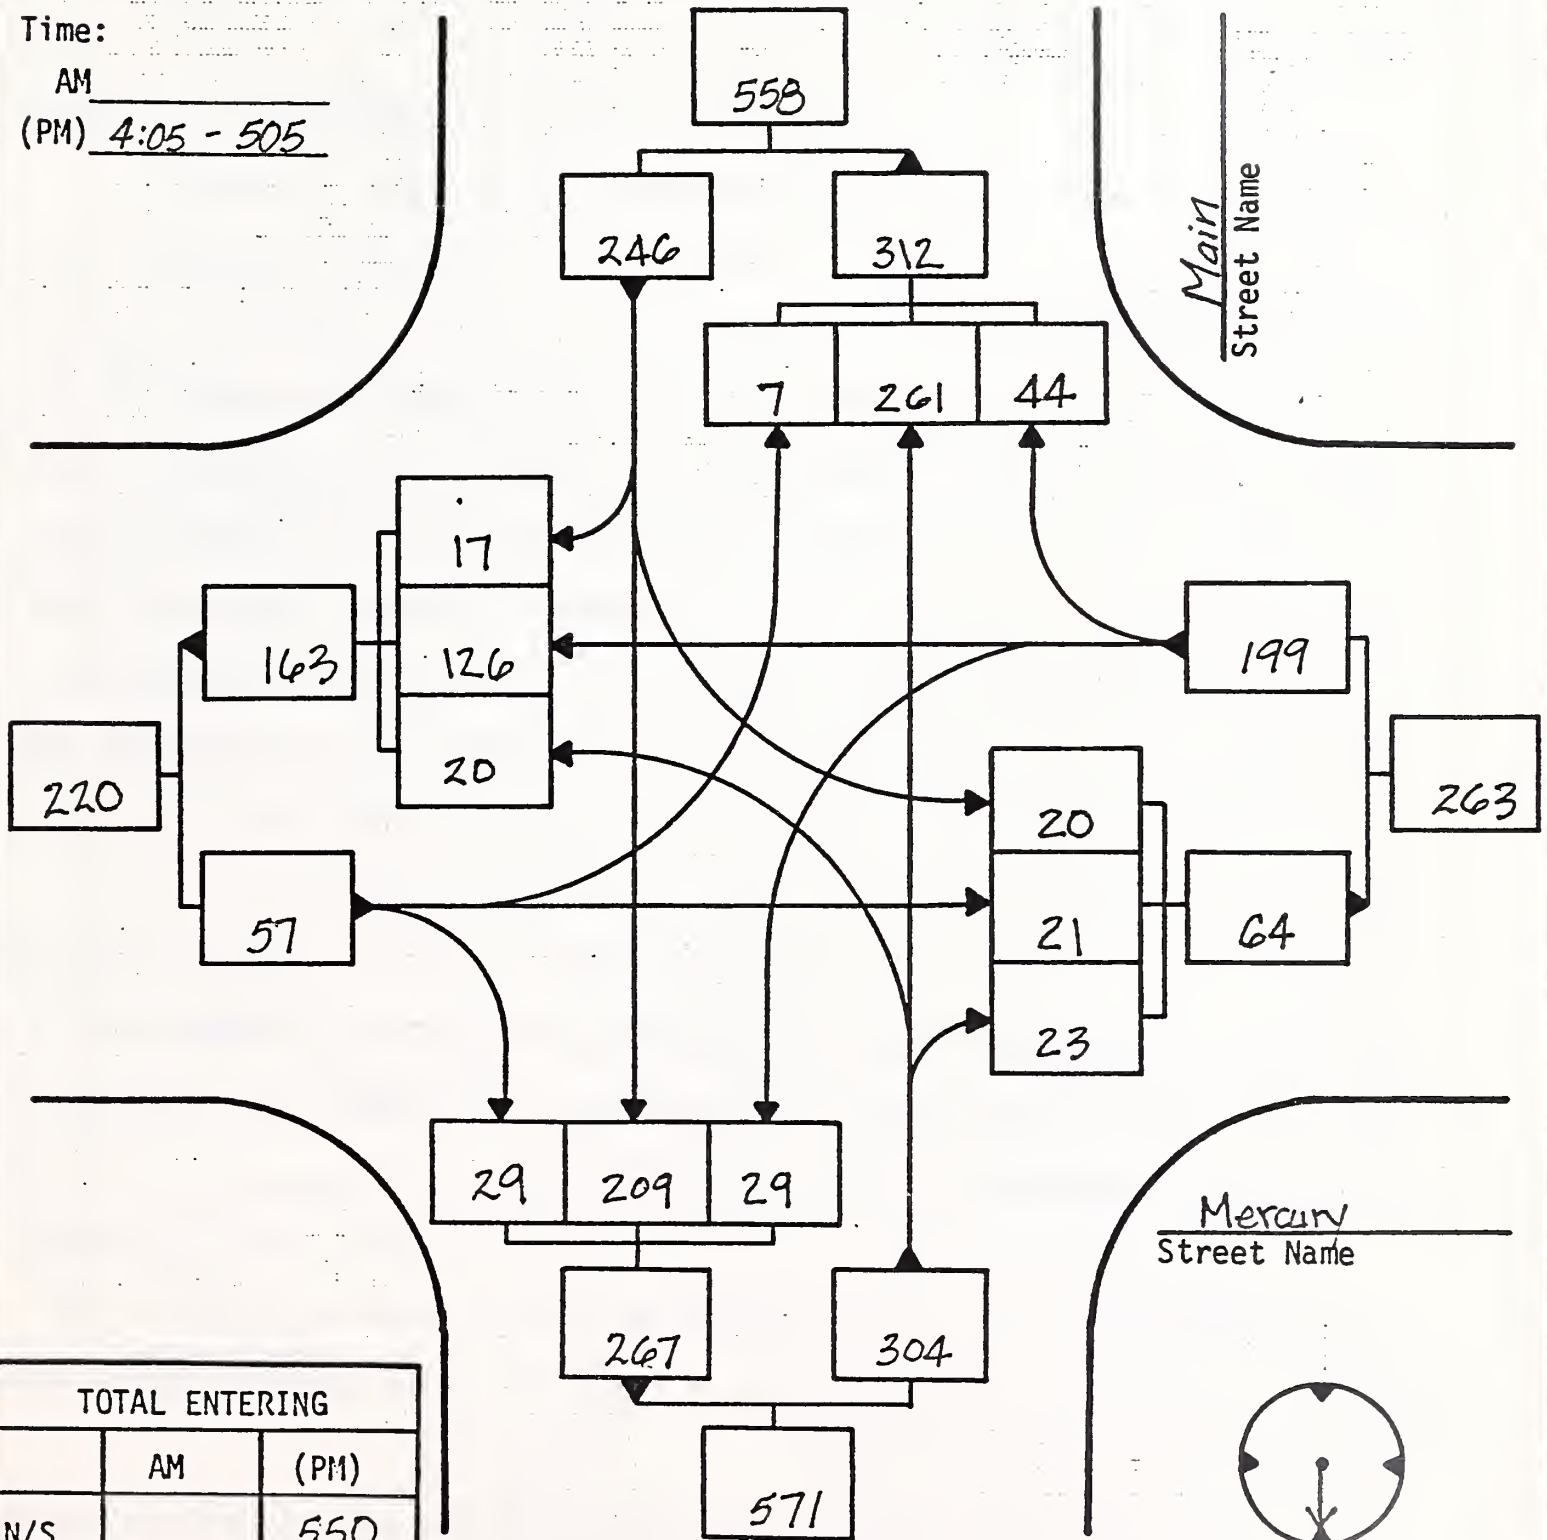 Time:
AM
(PM) 4:05 - 505
558
246
312
Main
Street Name
7 261 44
17
126
20
163
220
57
199
263
20
21
23
64
29 209 29
267
304
571
Mercury
Street Name
TOTAL ENTERING
AM (PM)
N/S 550